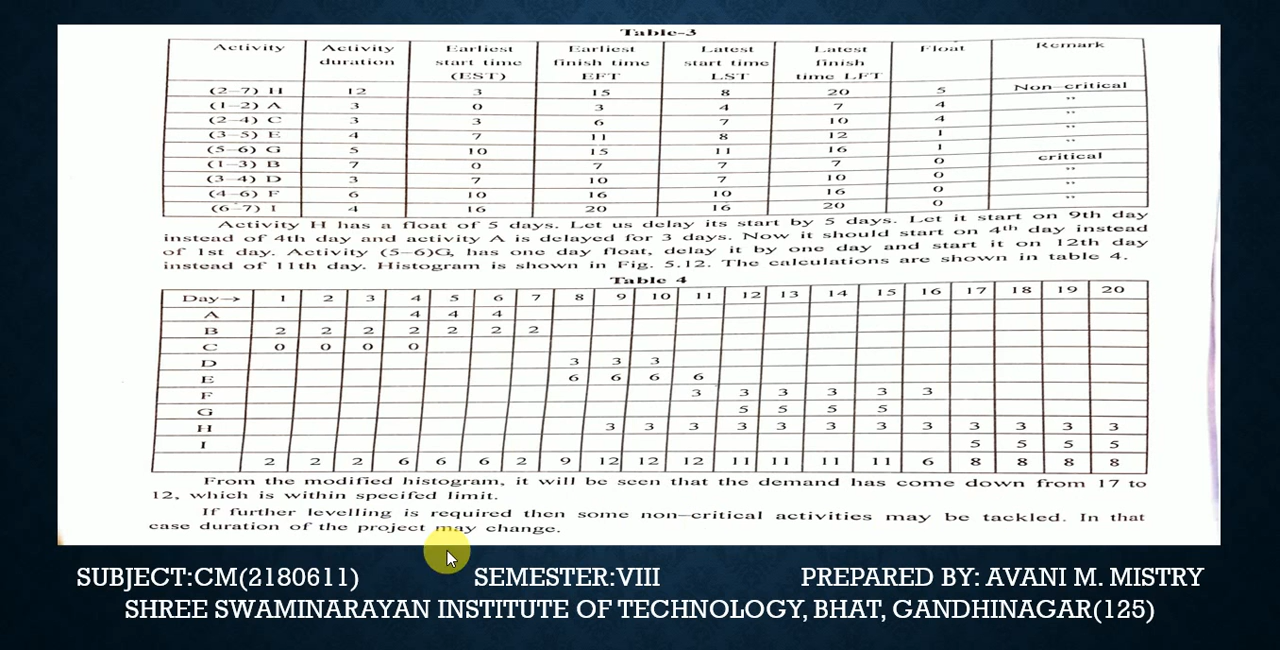 Table-3
Activity Activity duration Earliest start time (EST) Earliest finish time EFT Latest start time LST Latest finish time LFT Float Remark
(2-7) H 12 3 15 8 20 5 Non-critical
(1-2) A 3 0 3 4 7 4 "
(2-4) C 3 3 6 7 10 4 "
(3-5) E 4 7 11 8 12 1 "
(5-6) G 5 10 15 11 16 1 "
(1-3) B 7 0 7 7 7 0 critical
(3-4) D 3 7 10 7 10 0 "
(4-6) F 6 10 16 10 16 0 "
(6-7) I 4 16 20 16 20 0
Activity H has a float of 5 days. Let us delay its start by 5 days. Let it start on 9th day
instead of 4th day and activity A is delayed for 3 days. Now it should start on 4th day instead
of 1st day. Activity (5-6)G, has one day float, delay it by one day and start it on 12th day
instead of 11th day. Histogram is shown in Fig. 5.12. The calculations are shown in table 4.
Table 4
Day→ 1 2 3 4 5 6 7 8 9 10 11 12 13 14 15 16 17 18 19 20
A 4 4 4
B 2 2 2 2 2 2 2
C 0 0 0 0
D 3 3 3
E 6 6 6 6
F 3 3 3 3 3 3
G 5 5 5 5
H 3 3 3 3 3 3 3 3 3 3 3 3
I 5 5 5 5
2 2 2 6 6 6 2 9 12 12 12 11 11 11 11 6 8 8 8 8
From the modified histogram, it will be seen that the demand has come down from 17 to
12, which is within specifed limit.
If further levelling is required then some non-critical activities may be tackled. In that
case duration of the project may change.
SUBJECT:CM(2180611) SEMESTER:VIII PREPARED BY: AVANI M. MISTRY
SHREE SWAMINARAYAN INSTITUTE OF TECHNOLOGY, BHAT, GANDHINAGAR(125)